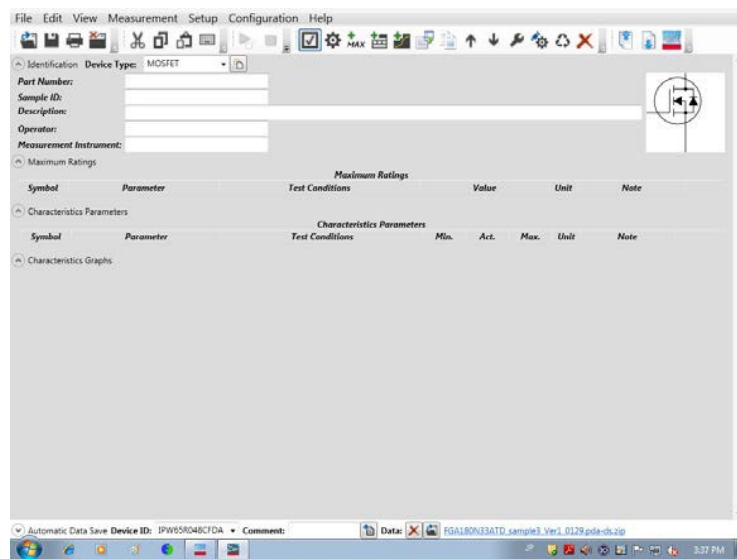 File Edit View Measurement Setup Configuration Help
MAX
Identification Device Type: MOSFET
Part Number:
Sample ID:
Description:
Operator:
Measurement Instrument:
Maximum Ratings
Maximum Ratings
Symbol Parameter Test Conditions Value Unit Note
Characteristics Parameters
Characteristics Parameters
Symbol Parameter Test Conditions Min. Act. Max. Unit Note
Characteristics Graphs
Automatic Data Save Device ID: IPW65R048CFDA Comment: Data: FGA180N33ATD_sample3_Ver1_0129.pda-ds.zip
3:37 PM